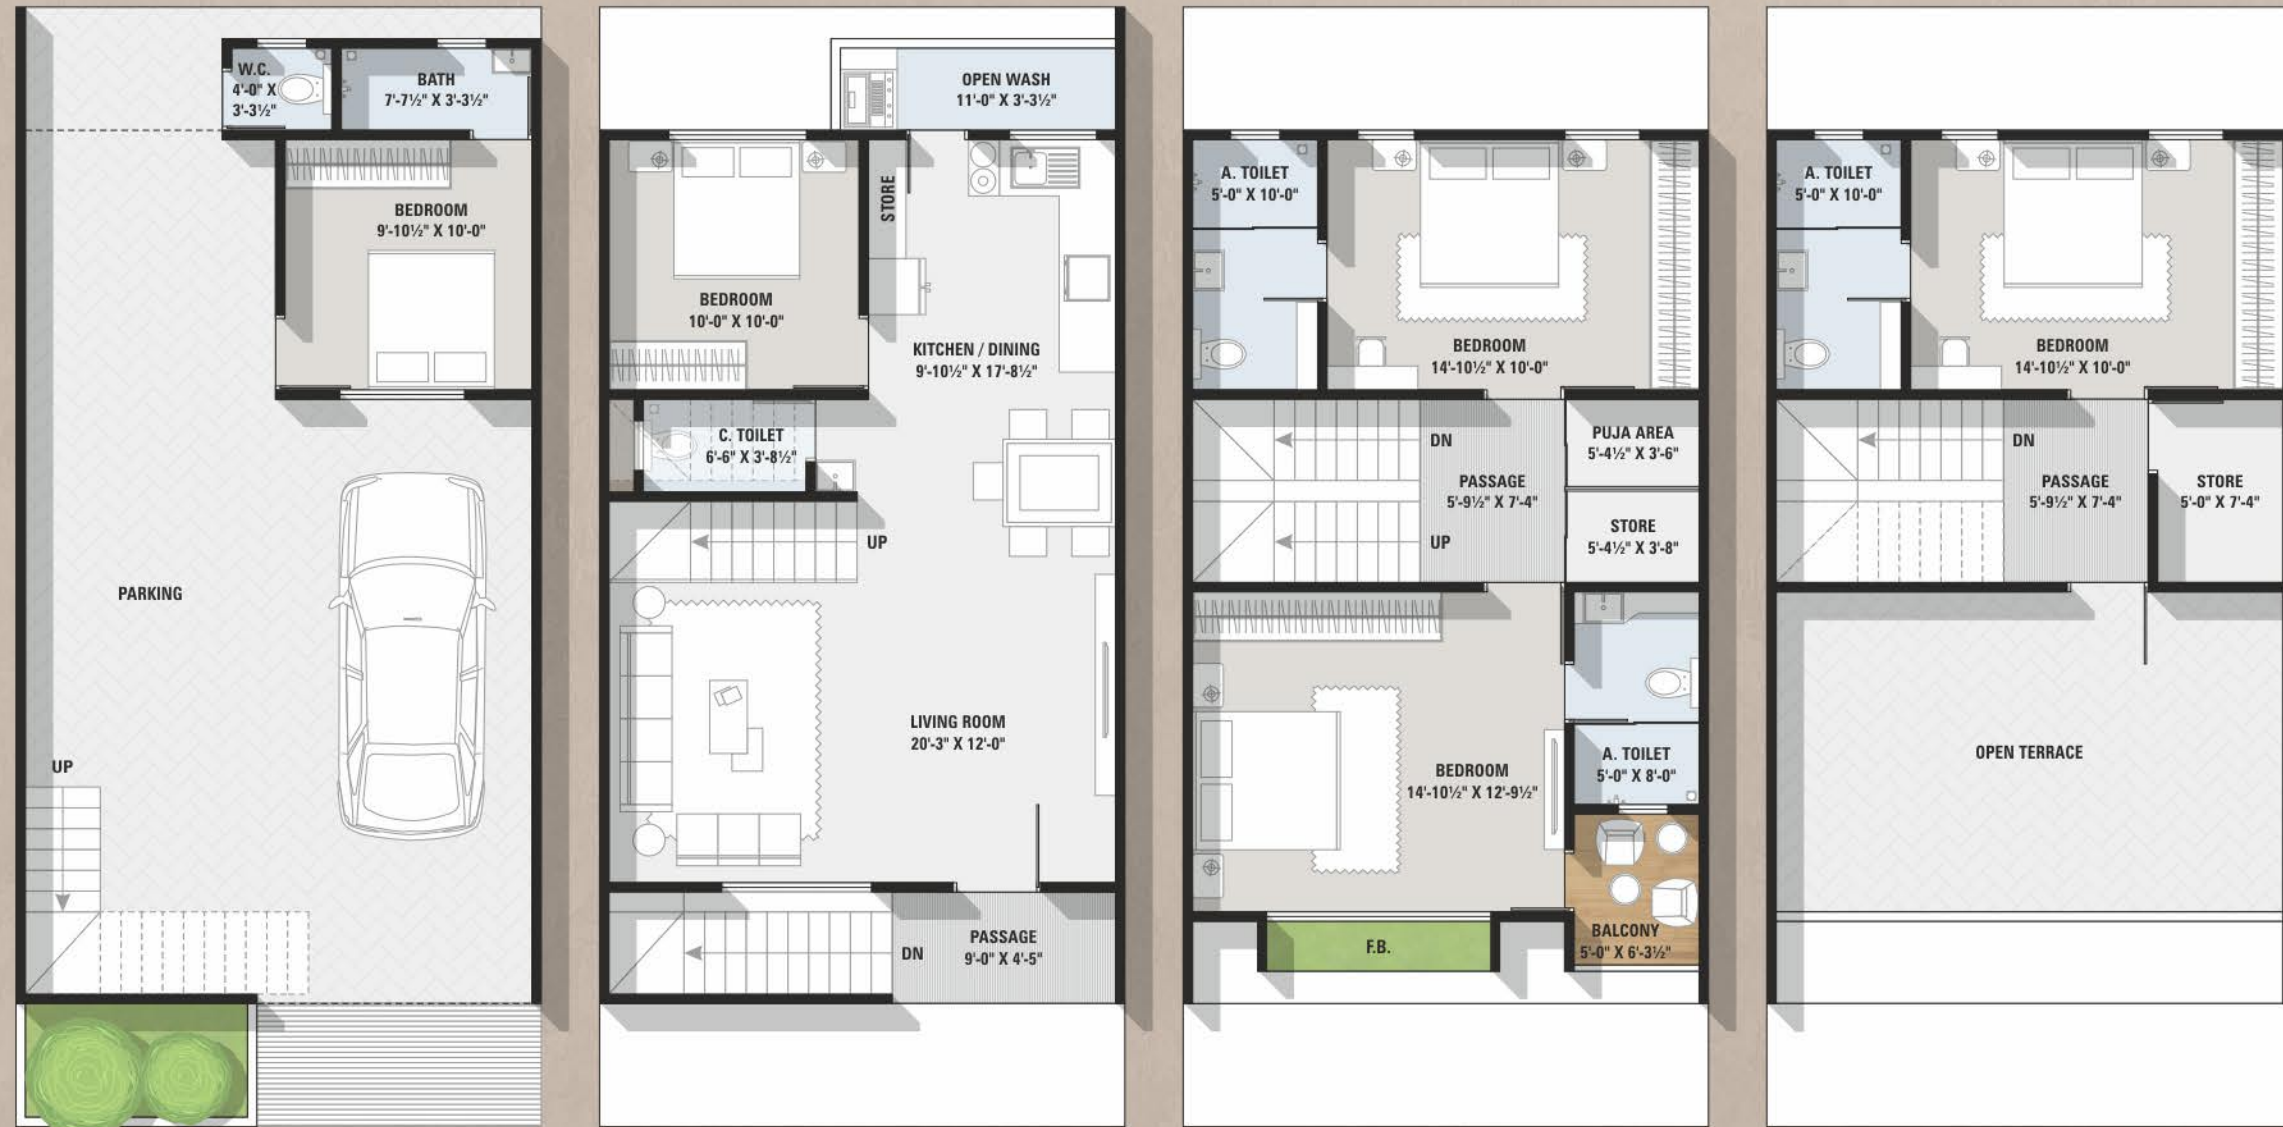 W.C.
4'-0" X
3'-3½"
BATH
7'-7½" X 3'-3½"
BEDROOM
9'-10½" X 10'-0"
PARKING
UP
OPEN WASH
11'-0" X 3'-3½"
STORE
BEDROOM
10'-0" X 10'-0"
KITCHEN / DINING
9'-10½" X 17'-8½"
C. TOILET
6'-6" X 3'-8½"
UP
LIVING ROOM
20'-3" X 12'-0"
DN
PASSAGE
9'-0" X 4'-5"
A. TOILET
5'-0" X 10'-0"
BEDROOM
14'-10½" X 10'-0"
DN
PUJA AREA
5'-4½" X 3'-6"
PASSAGE
5'-9½" X 7'-4"
STORE
5'-4½" X 3'-8"
UP
A. TOILET
5'-0" X 8'-0"
BEDROOM
14'-10½" X 12'-9½"
BALCONY
5'-0" X 6'-3½"
F.B.
A. TOILET
5'-0" X 10'-0"
BEDROOM
14'-10½" X 10'-0"
DN
PASSAGE
5'-9½" X 7'-4"
STORE
5'-0" X 7'-4"
OPEN TERRACE